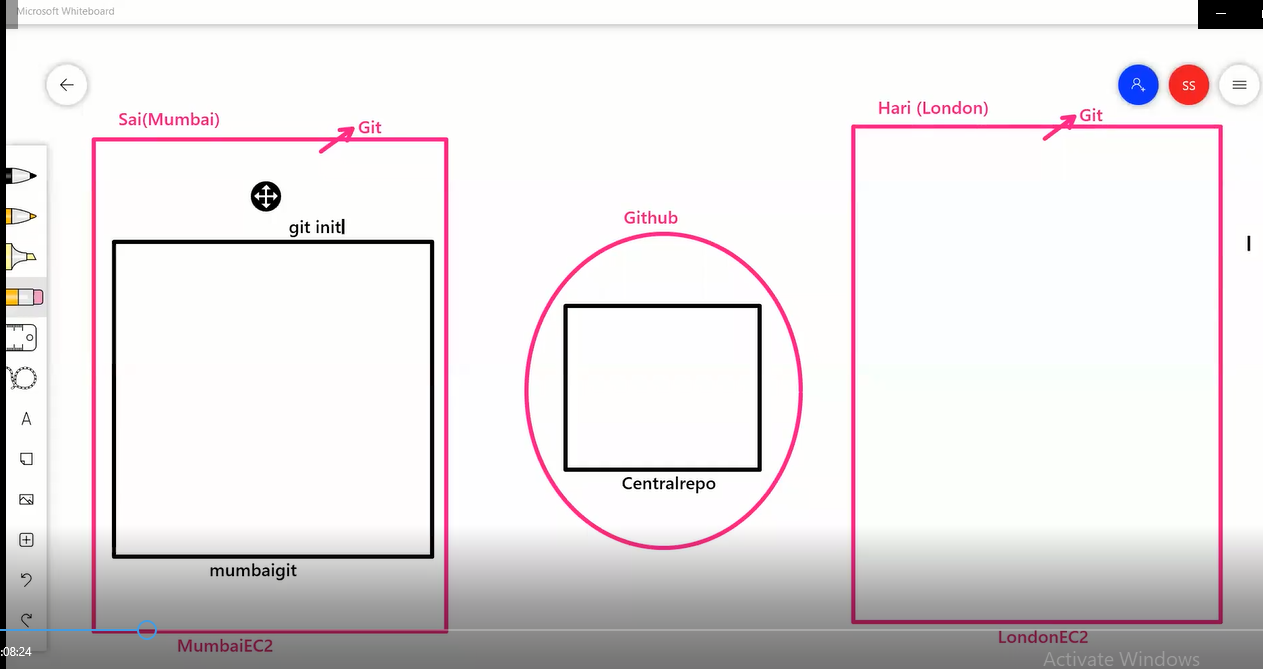 Microsoft Whiteboard
SS
Sai(Mumbai)
Git
Hari (London)
Git
git init
Github
A
Centralrepo
mumbaigit
MumbaiEC2
LondonEC2
:08:24
Activate Windows